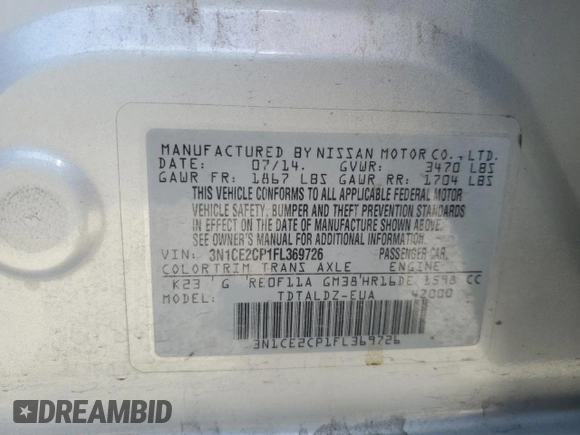 MANUFACTURED BY NISSAN MOTOR CO., LTD.
DATE: 07/14. GVWR: 3470 LBS
GAWR FR: 1867 LBS GAWR RR: 1704 LBS
THIS VEHICLE CONFORMS TO ALL APPLICABLE FEDERAL MOTOR
VEHICLE SAFETY, BUMPER AND THEFT PREVENTION STANDARDS
IN EFFECT ON THE DATE OF MANUFACTURE SHOWN ABOVE.
SEE OWNER'S MANUAL FOR ADDITIONAL INFORMATION.
VIN: 3N1CE2CP1FL369726 PASSENGER CAR
COLOR TRIM TRANS AXLE ENGINE
K23 G RE0F11A GM38 HR16DE 1598 CC
MODEL: TDTALDZ-EUA 42000
3N1CE2CP1FL369726
DREAMBID